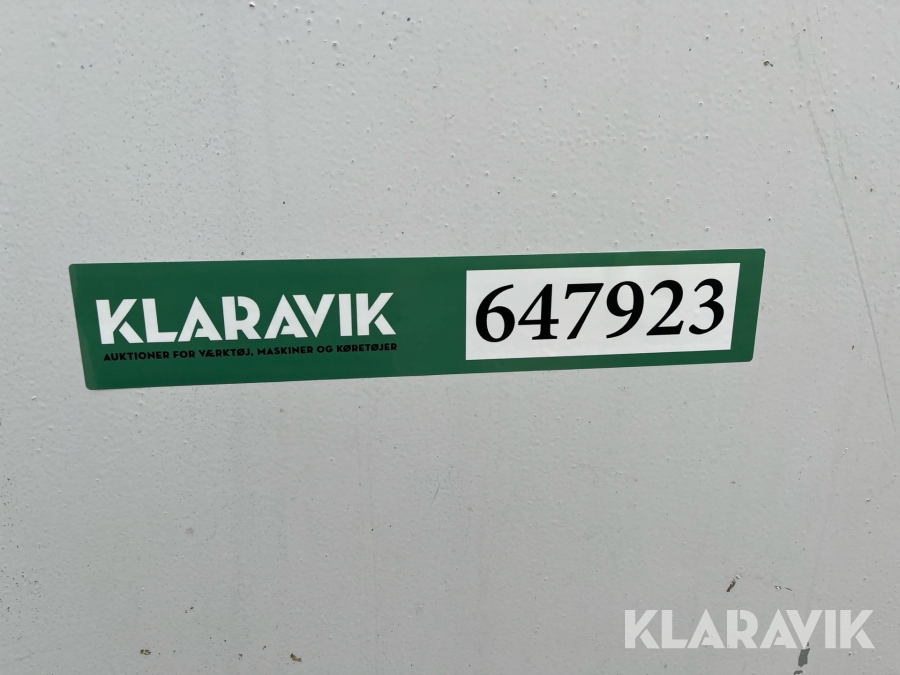 KLARAVIK
AUKTIONER FOR VÆRKTØJ, MASKINER OG KØRETØJER
647923
KLARAVIK